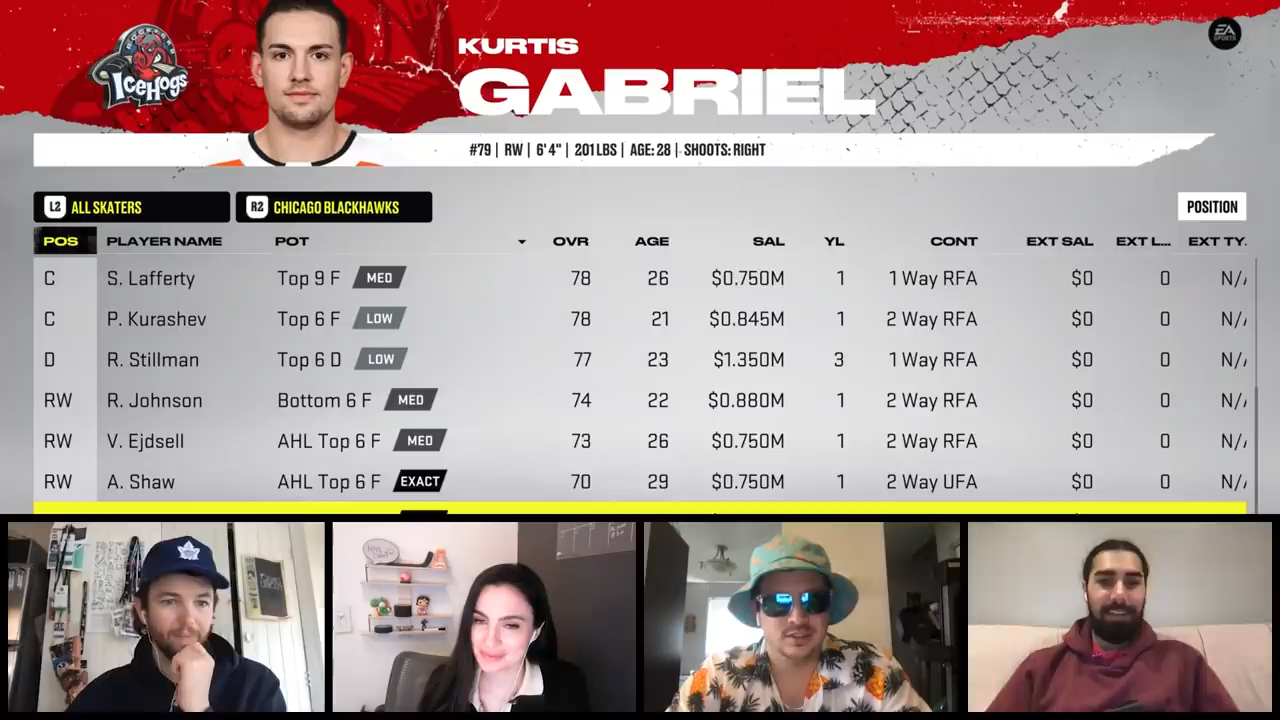 ROCKFORD
ICEHOGS
KURTIS
GABRIEL
EA
SPORTS
#79 | RW | 6' 4" | 201 LBS | AGE: 28 | SHOOTS: RIGHT
L2 ALL SKATERS R2 CHICAGO BLACKHAWKS POSITION
POS PLAYER NAME POT OVR AGE SAL YL CONT EXT SAL EXT L... EXT TY.
C S. Lafferty Top 9 F MED 78 26 $0.750M 1 1 Way RFA $0 0 N/
C P. Kurashev Top 6 F LOW 78 21 $0.845M 1 2 Way RFA $0 0 N/
D R. Stillman Top 6 D LOW 77 23 $1.350M 3 1 Way RFA $0 0 N/
RW R. Johnson Bottom 6 F MED 74 22 $0.880M 1 2 Way RFA $0 0 N/
RW V. Ejdsell AHL Top 6 F MED 73 26 $0.750M 1 2 Way RFA $0 0 N/
RW A. Shaw AHL Top 6 F EXACT 70 29 $0.750M 1 2 Way UFA $0 0 N/
NHL